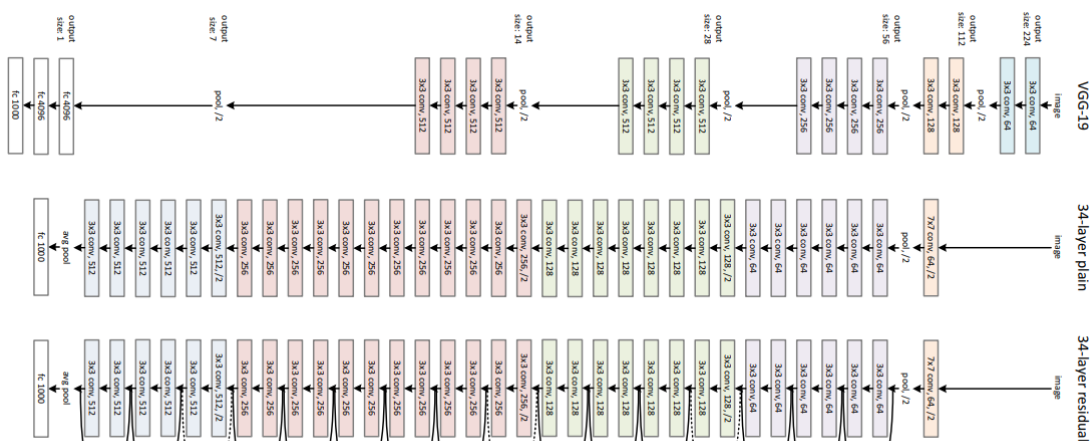 output
size: 224
output
size: 112
output
size: 56
output
size: 28
output
size: 14
output
size: 7
output
size: 1
VGG-19
image
3x3 conv, 64
3x3 conv, 64
pool, /2
3x3 conv, 128
3x3 conv, 128
pool, /2
3x3 conv, 256
3x3 conv, 256
3x3 conv, 256
3x3 conv, 256
pool, /2
3x3 conv, 512
3x3 conv, 512
3x3 conv, 512
3x3 conv, 512
pool, /2
3x3 conv, 512
3x3 conv, 512
3x3 conv, 512
3x3 conv, 512
pool, /2
fc 4096
fc 4096
fc 1000
34-layer plain
image
7x7 conv, 64, /2
pool, /2
3x3 conv, 64
3x3 conv, 64
3x3 conv, 64
3x3 conv, 64
3x3 conv, 64
3x3 conv, 64
3x3 conv, 128, /2
3x3 conv, 128
3x3 conv, 128
3x3 conv, 128
3x3 conv, 128
3x3 conv, 128
3x3 conv, 128
3x3 conv, 128
3x3 conv, 256, /2
3x3 conv, 256
3x3 conv, 256
3x3 conv, 256
3x3 conv, 256
3x3 conv, 256
3x3 conv, 256
3x3 conv, 256
3x3 conv, 256
3x3 conv, 256
3x3 conv, 256
3x3 conv, 256
3x3 conv, 512, /2
3x3 conv, 512
3x3 conv, 512
3x3 conv, 512
3x3 conv, 512
3x3 conv, 512
avg pool
fc 1000
34-layer residual
image
7x7 conv, 64, /2
pool, /2
3x3 conv, 64
3x3 conv, 64
3x3 conv, 64
3x3 conv, 64
3x3 conv, 64
3x3 conv, 64
3x3 conv, 128, /2
3x3 conv, 128
3x3 conv, 128
3x3 conv, 128
3x3 conv, 128
3x3 conv, 128
3x3 conv, 128
3x3 conv, 128
3x3 conv, 256, /2
3x3 conv, 256
3x3 conv, 256
3x3 conv, 256
3x3 conv, 256
3x3 conv, 256
3x3 conv, 256
3x3 conv, 256
3x3 conv, 256
3x3 conv, 256
3x3 conv, 256
3x3 conv, 256
3x3 conv, 512, /2
3x3 conv, 512
3x3 conv, 512
3x3 conv, 512
3x3 conv, 512
3x3 conv, 512
avg pool
fc 1000